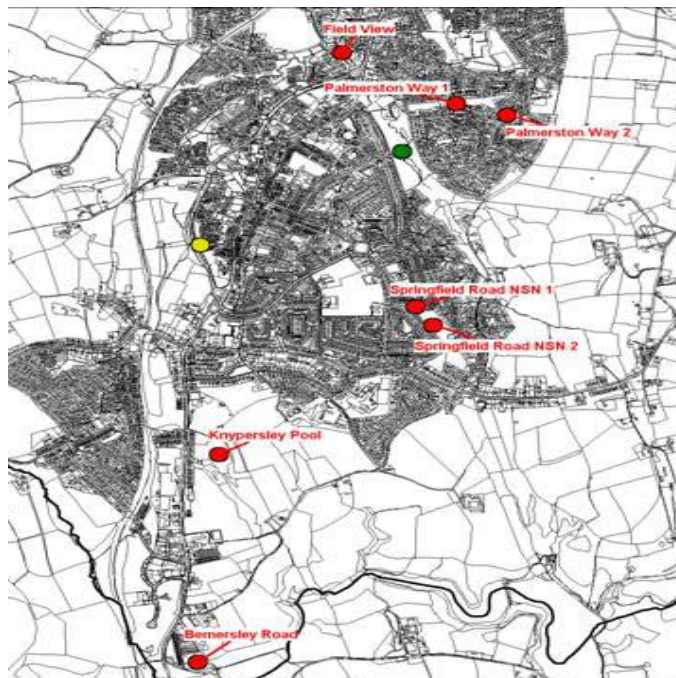 Field View
Palmerston Way 1
Palmerston Way 2
Springfield Road NSN 1
Springfield Road NSN 2
Knypersley Pool
Bemersley Road